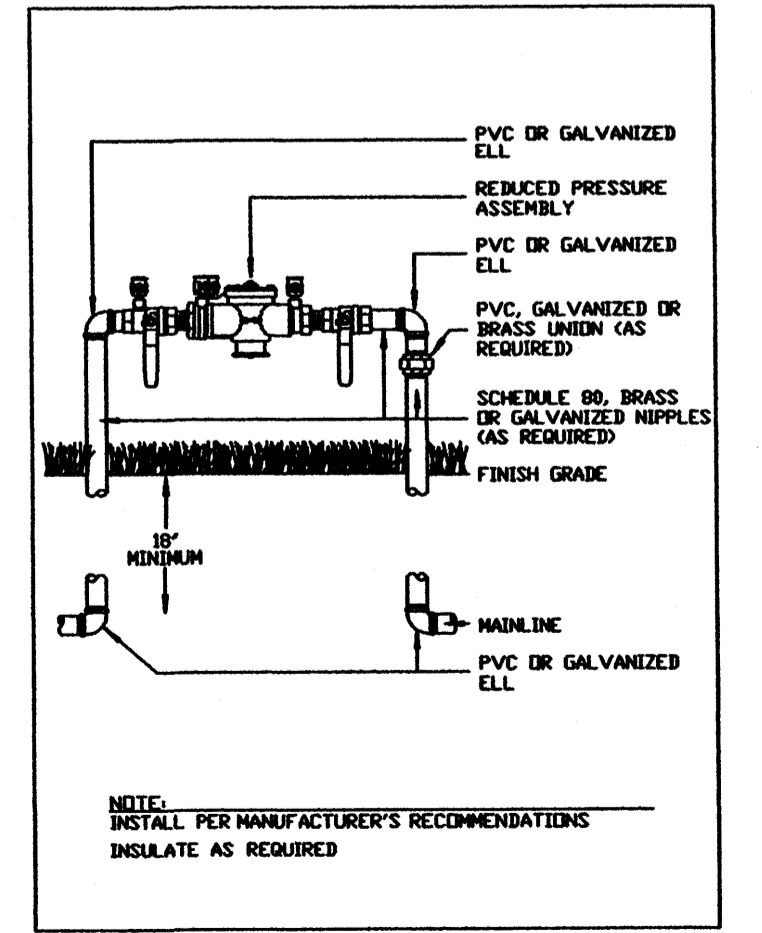 PVC OR GALVANIZED
ELL
REDUCED PRESSURE
ASSEMBLY
PVC OR GALVANIZED
ELL
PVC, GALVANIZED OR
BRASS UNION (AS
REQUIRED)
SCHEDULE 80, BRASS
OR GALVANIZED NIPPLES
(AS REQUIRED)
FINISH GRADE
18"
MINIMUM
MAINLINE
PVC OR GALVANIZED
ELL
NOTE:
INSTALL PER MANUFACTURER'S RECOMMENDATIONS
INSULATE AS REQUIRED